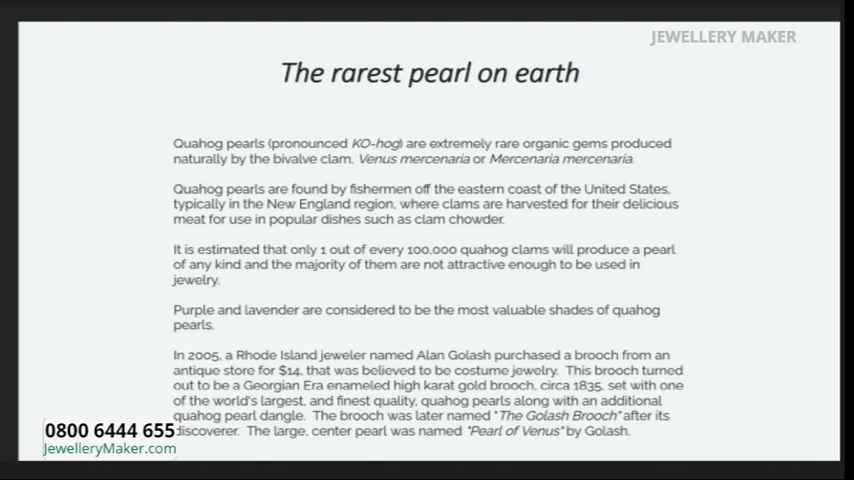 JEWELLERY MAKER
The rarest pearl on earth
Quahog pearls (pronounced KO-hog) are extremely rare organic gems produced
naturally by the bivalve clam, Venus mercenaria or Mercenaria mercenaria.
Quahog pearls are found by fishermen off the eastern coast of the United States,
typically in the New England region, where clams are harvested for their delicious
meat for use in popular dishes such as clam chowder.
It is estimated that only 1 out of every 100,000 quahog clams will produce a pearl
of any kind and the majority of them are not attractive enough to be used in
jewelry.
Purple and lavender are considered to be the most valuable shades of quahog
pearls.
In 2005, a Rhode Island jeweler named Alan Golash purchased a brooch from an
antique store for $14, that was believed to be costume jewelry. This brooch turned
out to be a Georgian Era enameled high karat gold brooch, circa 1835, set with one
of the world's largest, and finest quality, quahog pearls along with an additional
quahog pearl dangle. The brooch was later named "The Golash Brooch" after its
discoverer. The large, center pearl was named "Pearl of Venus" by Golash.
0800 6444 655
JewelleryMaker.com